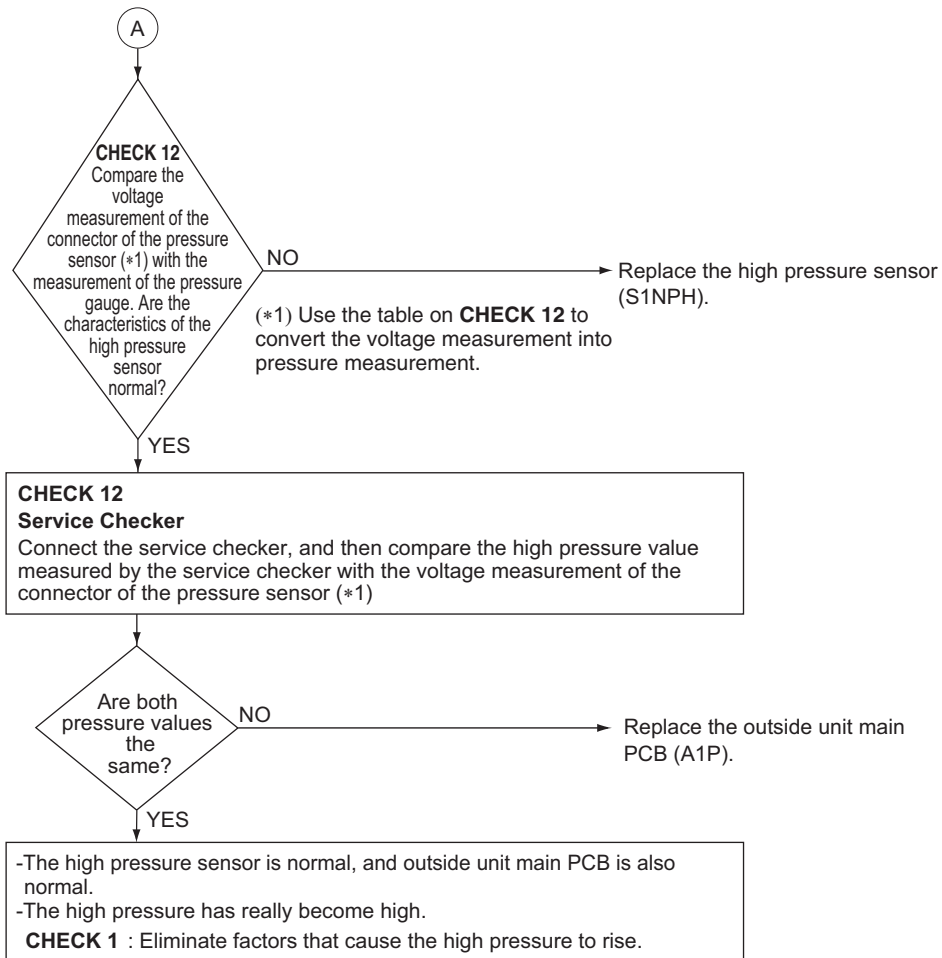 A
CHECK 12
Compare the
voltage
measurement of the
connector of the pressure
sensor (∗1) with the
measurement of the pressure
gauge. Are the
characteristics of the
high pressure
sensor
normal?
NO
Replace the high pressure sensor
(S1NPH).
(∗1) Use the table on CHECK 12 to
convert the voltage measurement into
pressure measurement.
YES
CHECK 12
Service Checker
Connect the service checker, and then compare the high pressure value
measured by the service checker with the voltage measurement of the
connector of the pressure sensor (∗1)
Are both
pressure values
the
same?
NO
Replace the outside unit main
PCB (A1P).
YES
-The high pressure sensor is normal, and outside unit main PCB is also
normal.
-The high pressure has really become high.
CHECK 1 : Eliminate factors that cause the high pressure to rise.